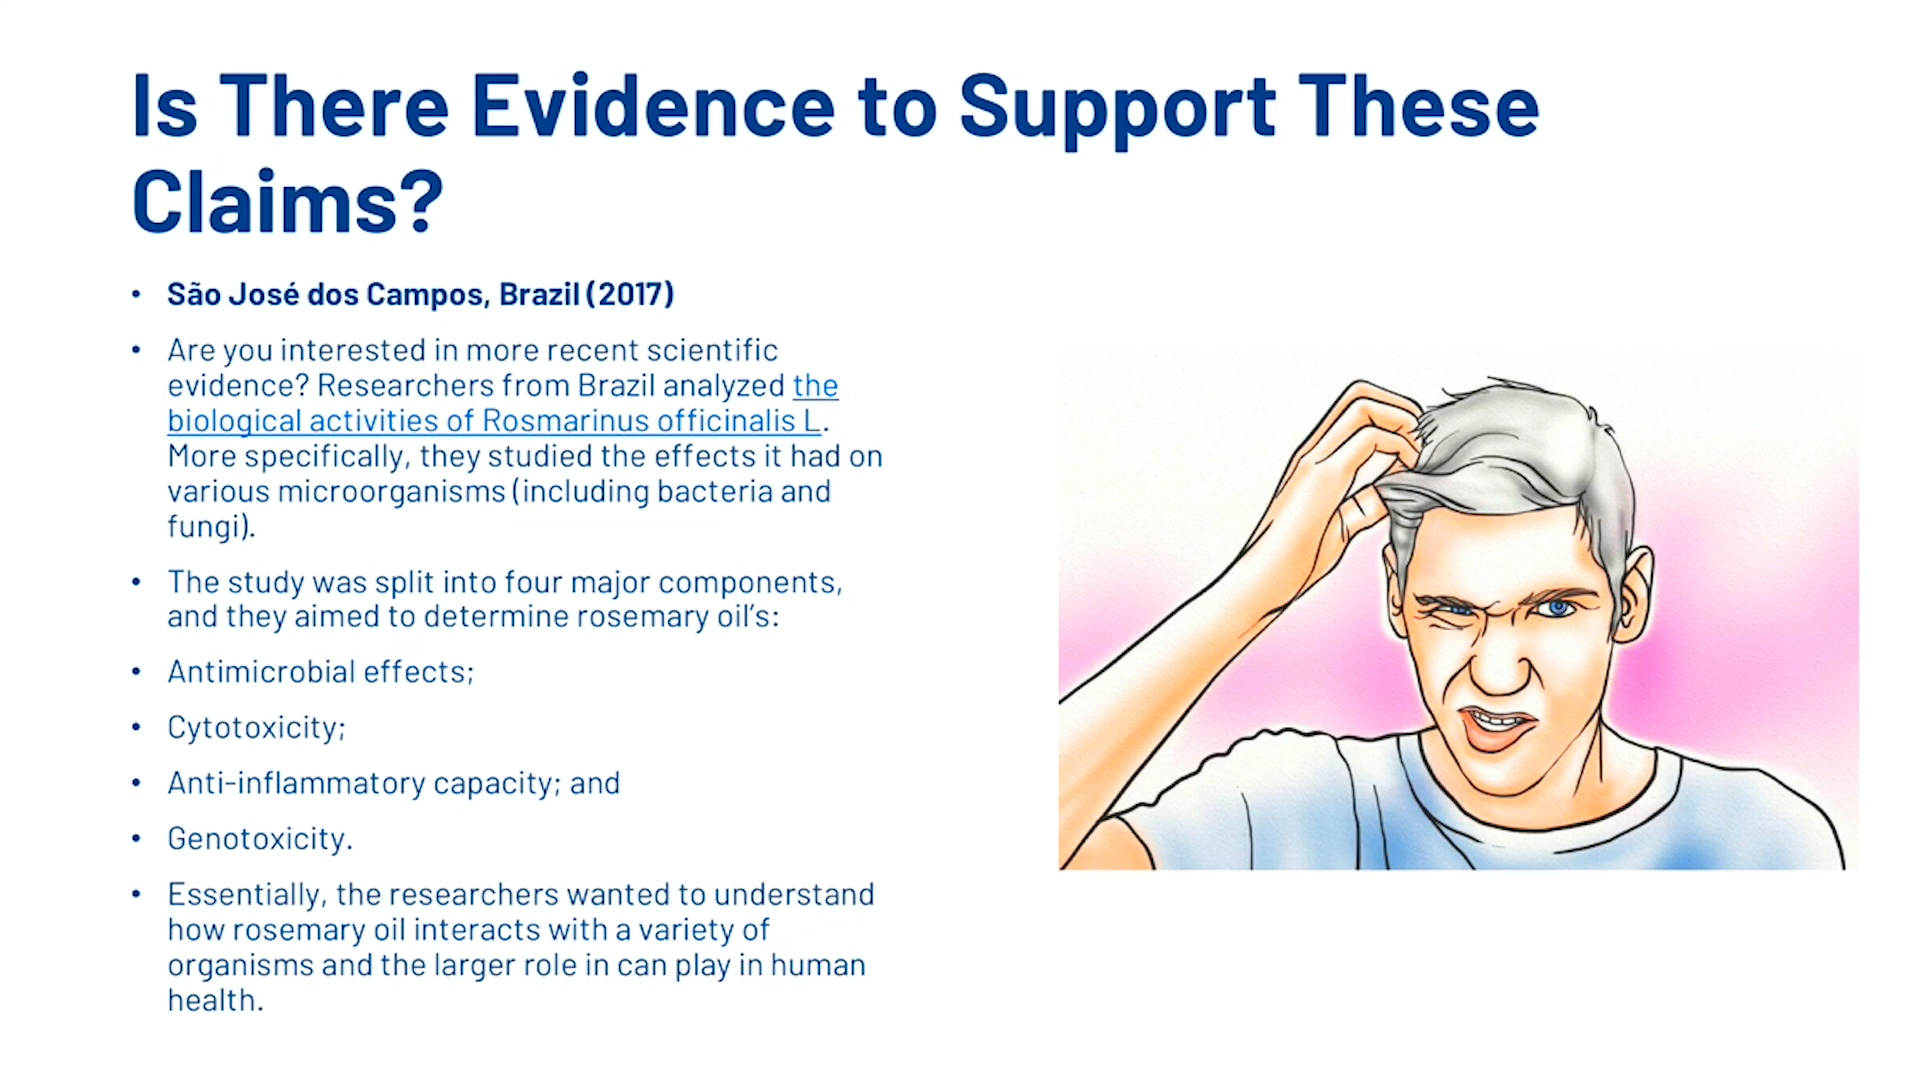 Is There Evidence to Support These
Claims?
• São José dos Campos, Brazil (2017)
• Are you interested in more recent scientific
evidence? Researchers from Brazil analyzed the
biological activities of Rosmarinus officinalis L.
More specifically, they studied the effects it had on
various microorganisms (including bacteria and
fungi).
• The study was split into four major components,
and they aimed to determine rosemary oil’s:
• Antimicrobial effects;
• Cytotoxicity;
• Anti-inflammatory capacity; and
• Genotoxicity.
• Essentially, the researchers wanted to understand
how rosemary oil interacts with a variety of
organisms and the larger role in can play in human
health.